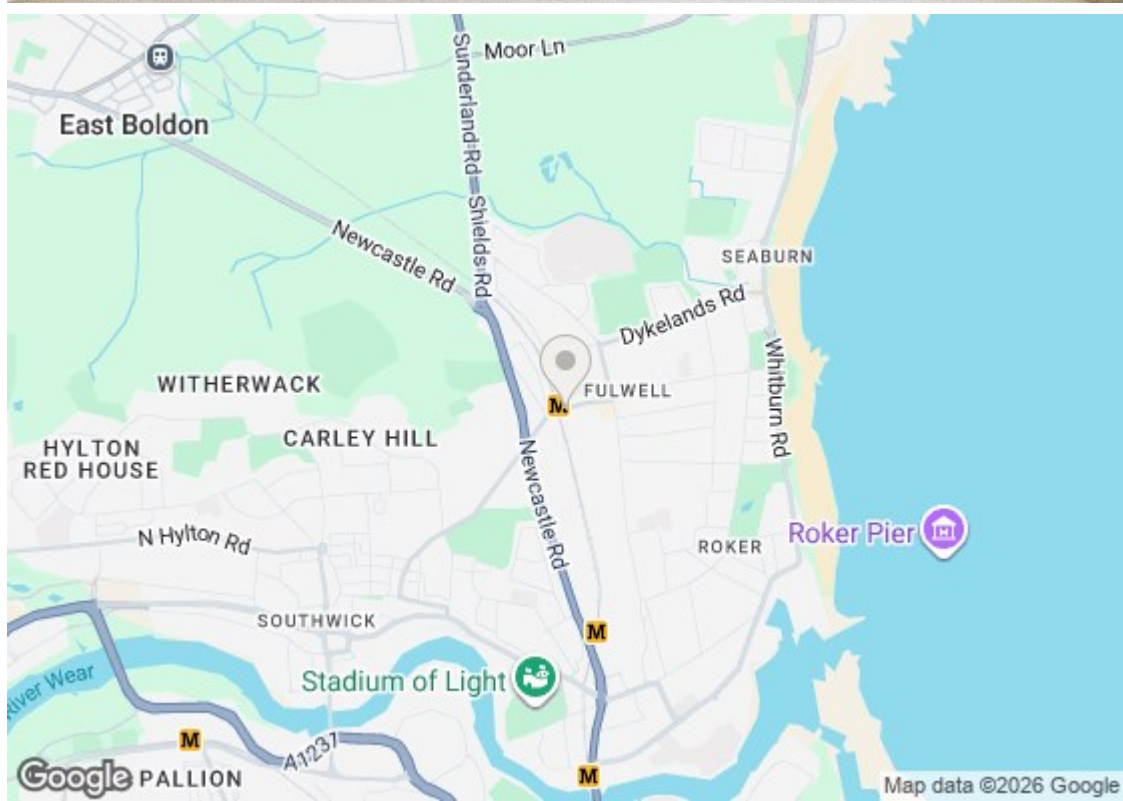 Moor Ln
East Boldon
Sunderland Rd
Shields Rd
Newcastle Rd
SEABURN
Dykelands Rd
Whitburn Rd
WITHERWACK
FULWELL
M
CARLEY HILL
HYLTON
RED HOUSE
Newcastle Rd
N Hylton Rd
ROKER
Roker Pier
SOUTHWICK
M
Stadium of Light
River Wear
M
A1231
M
Google
PALLION
Map data ©2026 Google